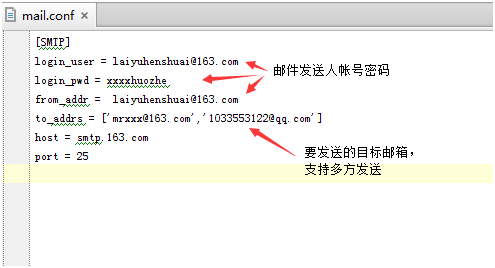 mail.conf
[SMTP]
login_user = laiyuhenshuai@163.com
login_pwd = xxxxhuozhe
from_addr =  laiyuhenshuai@163.com
to_addrs = ['mrxxx@163.com','1033553122@qq.com']
host = smtp.163.com
port = 25
邮件发送人帐号密码
要发送的目标邮箱，
支持多方发送